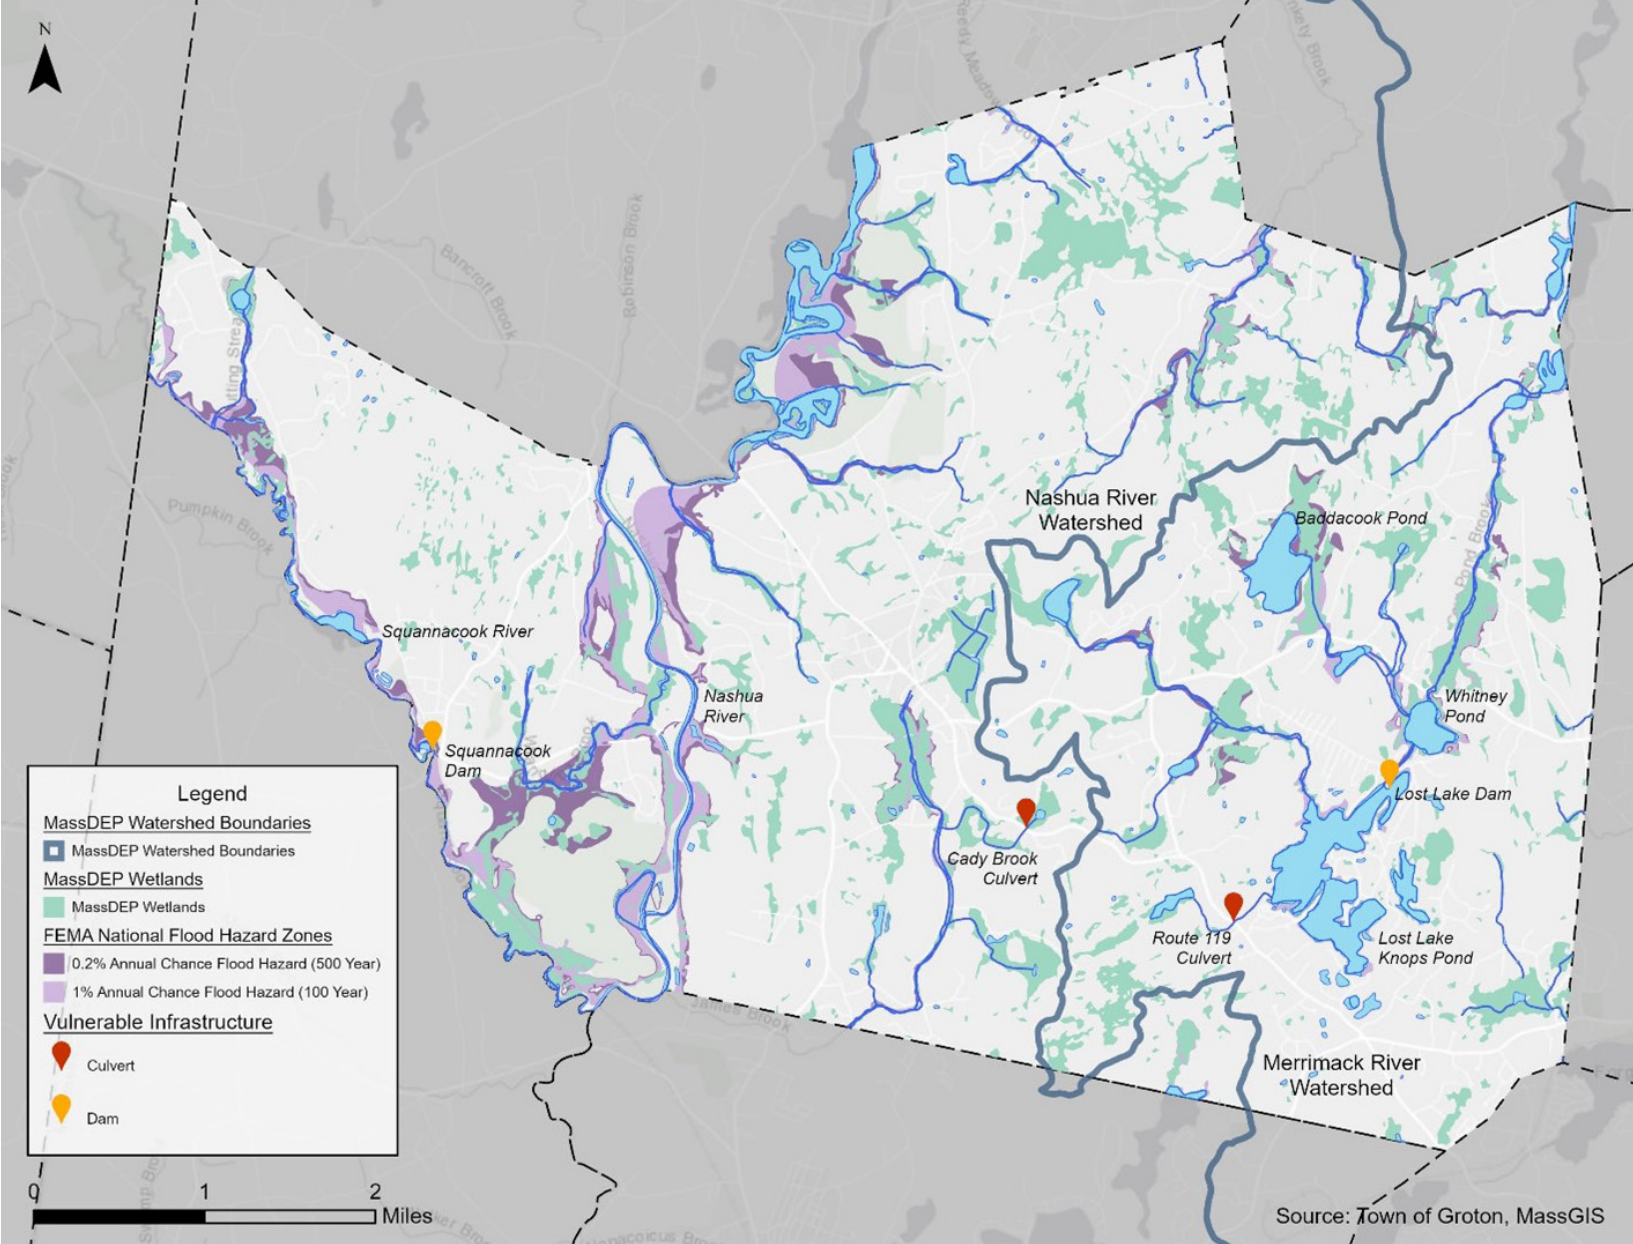 N
Reedy Meadow Brook
Bancroft Brook
Robinson Brook
Pumpkin Brook
Nashua River
Watershed
Baddacook Pond
Squannacook River
Nashua
River
Whitney
Pond
Squannacook
Dam
Lost Lake Dam
Cady Brook
Culvert
Route 119
Culvert
Lost Lake
Knops Pond
James Brook
Merrimack River
Watershed
Legend
MassDEP Watershed Boundaries
MassDEP Watershed Boundaries
MassDEP Wetlands
MassDEP Wetlands
FEMA National Flood Hazard Zones
0.2% Annual Chance Flood Hazard (500 Year)
1% Annual Chance Flood Hazard (100 Year)
Vulnerable Infrastructure
Culvert
Dam
0 1 2
Miles
Source: Town of Groton, MassGIS